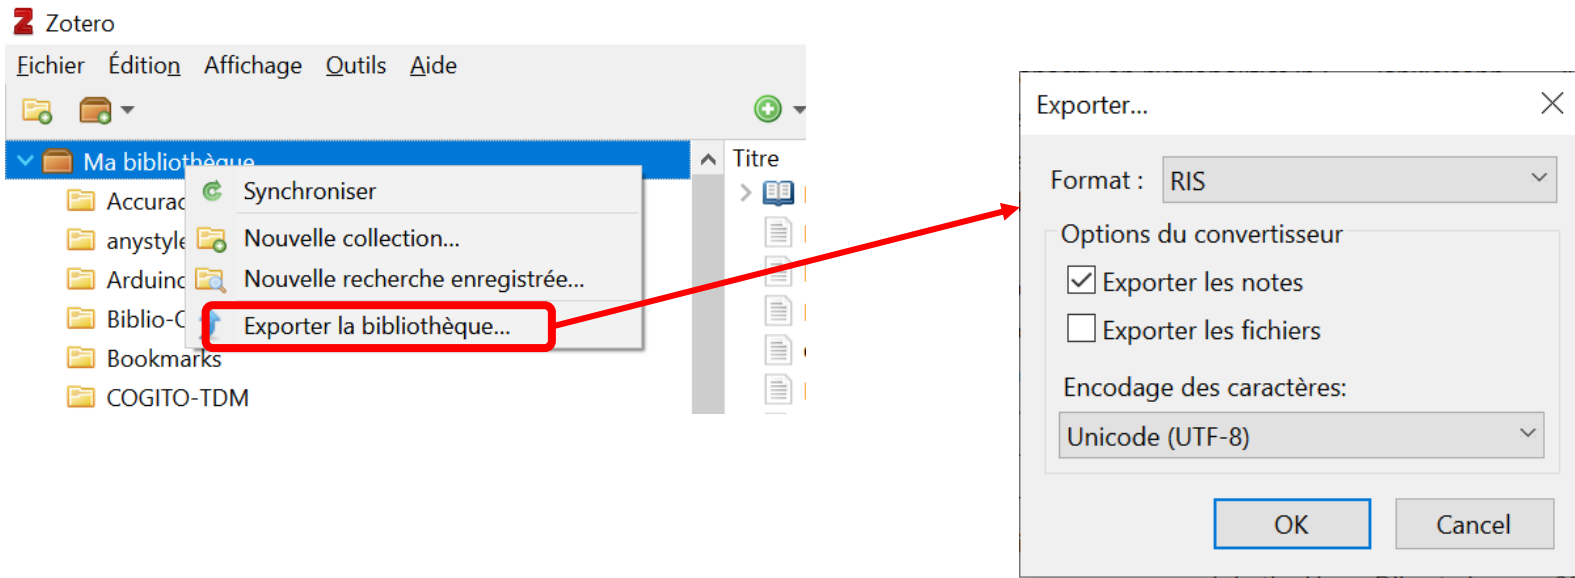 Zotero
Fichier Édition Affichage Outils Aide
Ma bibliothèque
Titre
Synchroniser
Nouvelle collection...
Nouvelle recherche enregistrée...
Exporter la bibliothèque...
Arduino
Bookmarks
COGITO-TDM
Exporter...
Format : RIS
Options du convertisseur
Exporter les notes
Exporter les fichiers
Encodage des caractères:
Unicode (UTF-8)
OK Cancel